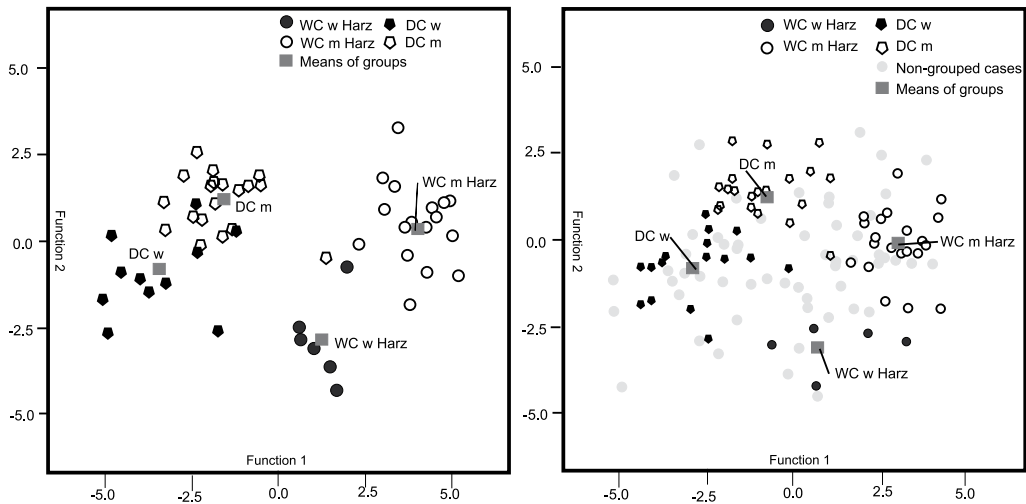 WC w Harz DC w
WC m Harz DC m
Means of groups
5.0
2.5
0.0
-2.5
-5.0
Function 2
DC m
DC w
WC m Harz
WC w Harz
Function 1
-5.0 -2.5 0.0 2.5 5.0
WC w Harz DC w
WC m Harz DC m
Non-grouped cases
Means of groups
5.0
2.5
0.0
-2.5
-5.0
Function 2
DC m
DC w
WC m Harz
WC w Harz
Function 1
-5.0 -2.5 0.0 2.5 5.0